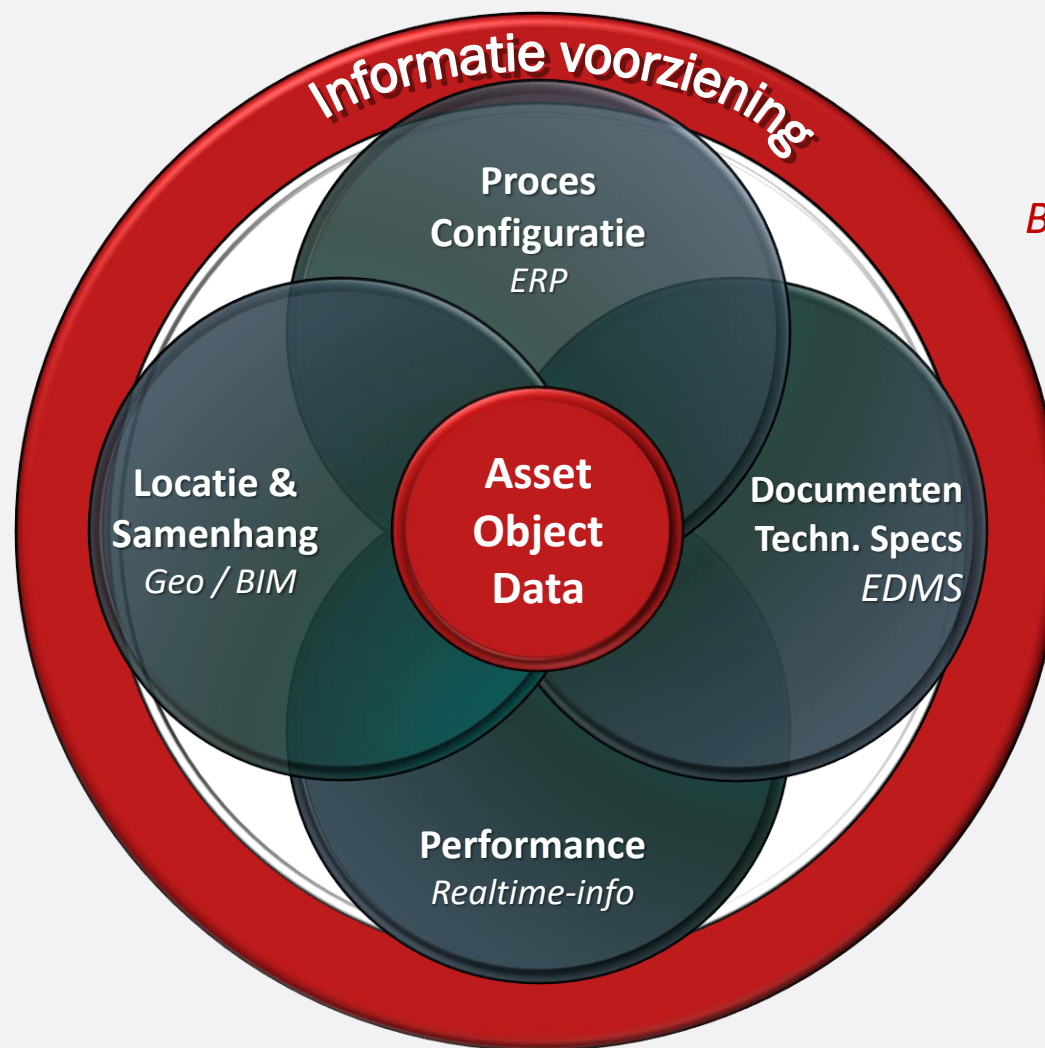 Informatie voorziening
Proces
Configuratie
ERP
B
Locatie &
Samenhang
Geo / BIM
Asset
Object
Data
Documenten
Techn. Specs
EDMS
Performance
Realtime-info